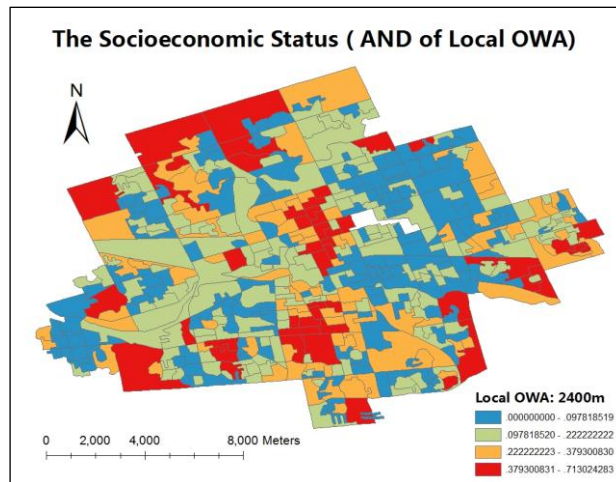 The Socioeconomic Status ( AND of Local OWA)
N
Local OWA: 2400m
.000000000 - .097818519
.097818520 - .222222222
.222222223 - .379300830
.379300831 - .713024283
0 2,000 4,000 8,000 Meters